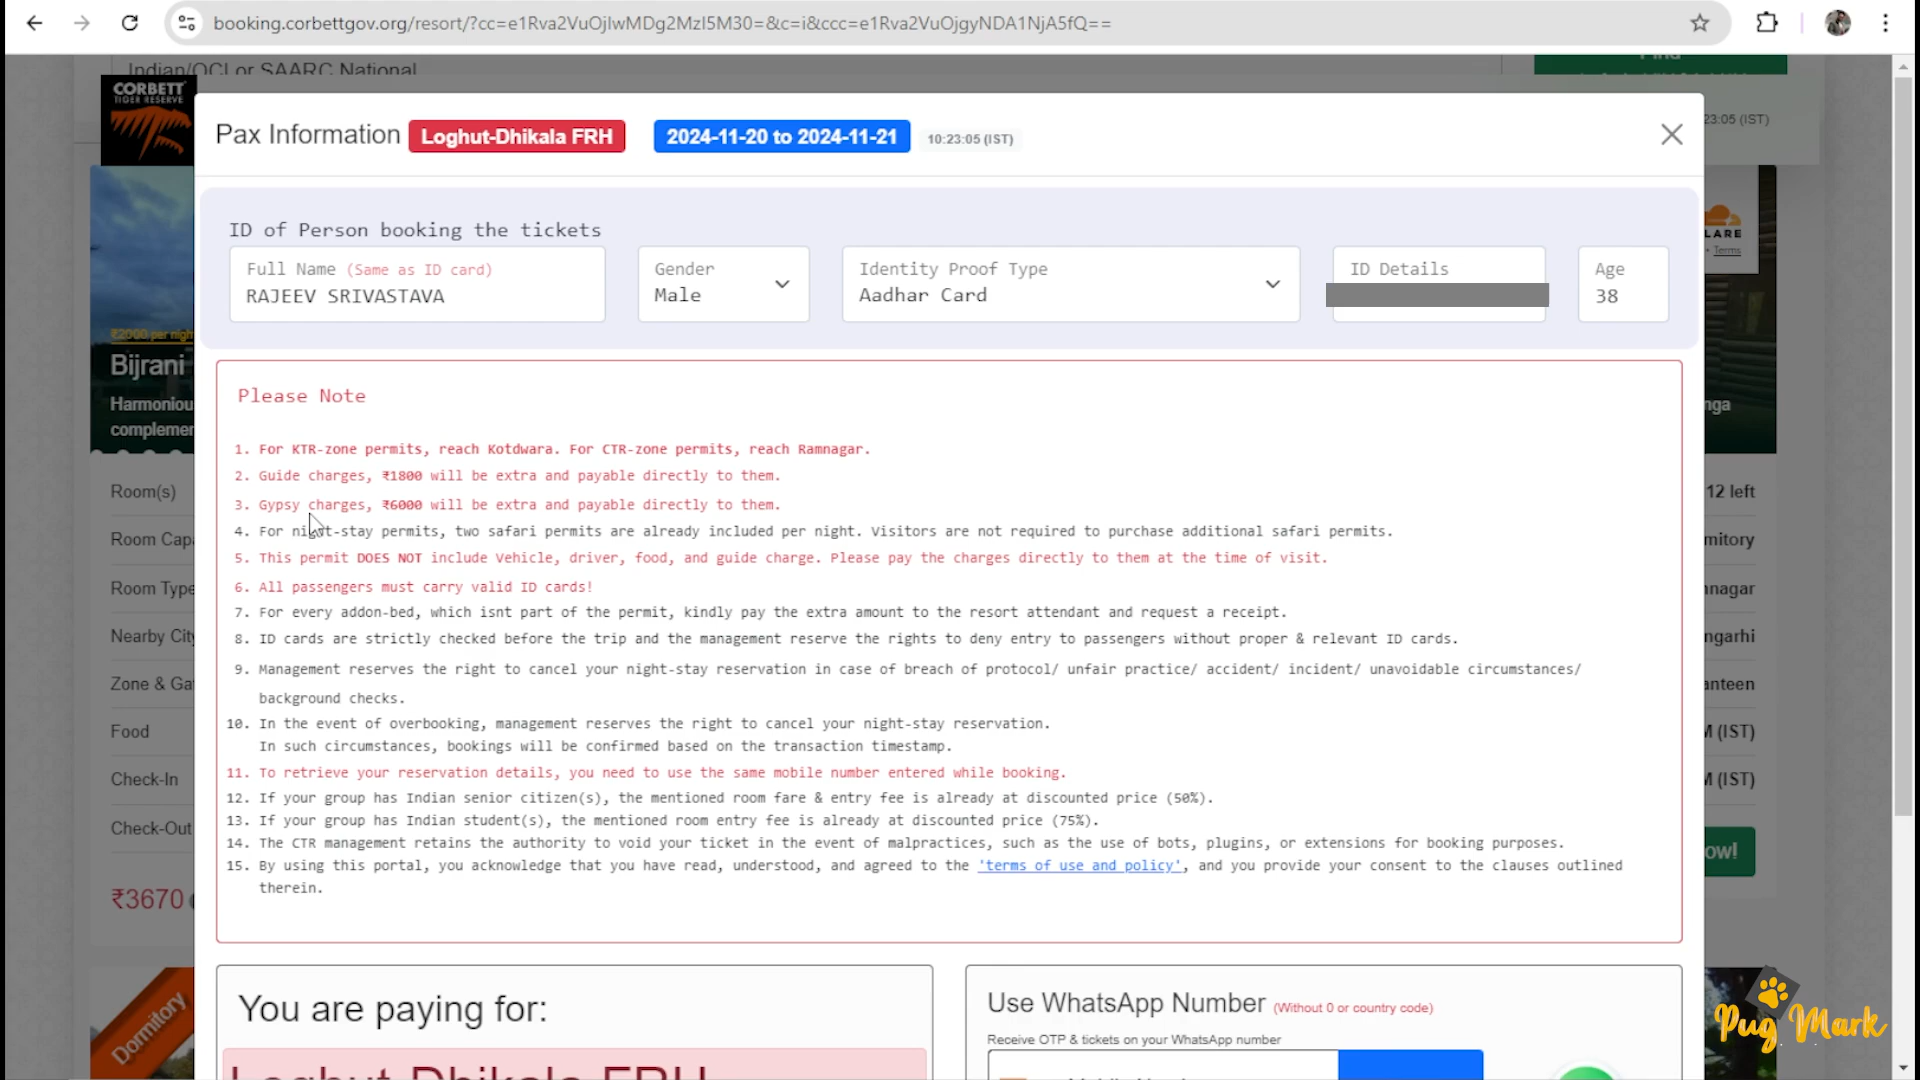 booking.corbettgov.org/resort/?cc=e1Rva2VuOjIwMDg2MzI5M30=&c=i&ccc=e1Rva2VuOjgyNDA1NjA5fQ==
Indian/OCI or SAARC National
CORBETT
TIGER RESERVE
Pax Information Loghut-Dhikala FRH 2024-11-20 to 2024-11-21 10:23:05 (IST)
23:05 (IST)
ID of Person booking the tickets
Full Name (Same as ID card)
RAJEEV SRIVASTAVA
Gender
Male
Identity Proof Type
Aadhar Card
ID Details
Age
38
LARE
Terms
₹2000 per nigh
Bijrani
Harmoniou
complemen
nga
Please Note
1. For KTR-zone permits, reach Kotdwara. For CTR-zone permits, reach Ramnagar.
2. Guide charges, ₹1800 will be extra and payable directly to them.
3. Gypsy charges, ₹6000 will be extra and payable directly to them.
4. For night-stay permits, two safari permits are already included per night. Visitors are not required to purchase additional safari permits.
5. This permit DOES NOT include Vehicle, driver, food, and guide charge. Please pay the charges directly to them at the time of visit.
6. All passengers must carry valid ID cards!
7. For every addon-bed, which isnt part of the permit, kindly pay the extra amount to the resort attendant and request a receipt.
8. ID cards are strictly checked before the trip and the management reserve the rights to deny entry to passengers without proper & relevant ID cards.
9. Management reserves the right to cancel your night-stay reservation in case of breach of protocol/ unfair practice/ accident/ incident/ unavoidable circumstances/
background checks.
10. In the event of overbooking, management reserves the right to cancel your night-stay reservation.
In such circumstances, bookings will be confirmed based on the transaction timestamp.
11. To retrieve your reservation details, you need to use the same mobile number entered while booking.
12. If your group has Indian senior citizen(s), the mentioned room fare & entry fee is already at discounted price (50%).
13. If your group has Indian student(s), the mentioned room entry fee is already at discounted price (75%).
14. The CTR management retains the authority to void your ticket in the event of malpractices, such as the use of bots, plugins, or extensions for booking purposes.
15. By using this portal, you acknowledge that you have read, understood, and agreed to the 'terms of use and policy', and you provide your consent to the clauses outlined
therein.
Room(s)
12 left
Room Capa
mitory
Room Type
nagar
Nearby City
ngarhi
Zone & Ga
anteen
Food
M (IST)
Check-In
M (IST)
Check-Out
ow!
₹3670
Dormitory
You are paying for:
Loghut-Dhikala FRH
Use WhatsApp Number (Without 0 or country code)
Receive OTP & tickets on your WhatsApp number
Pug Mark